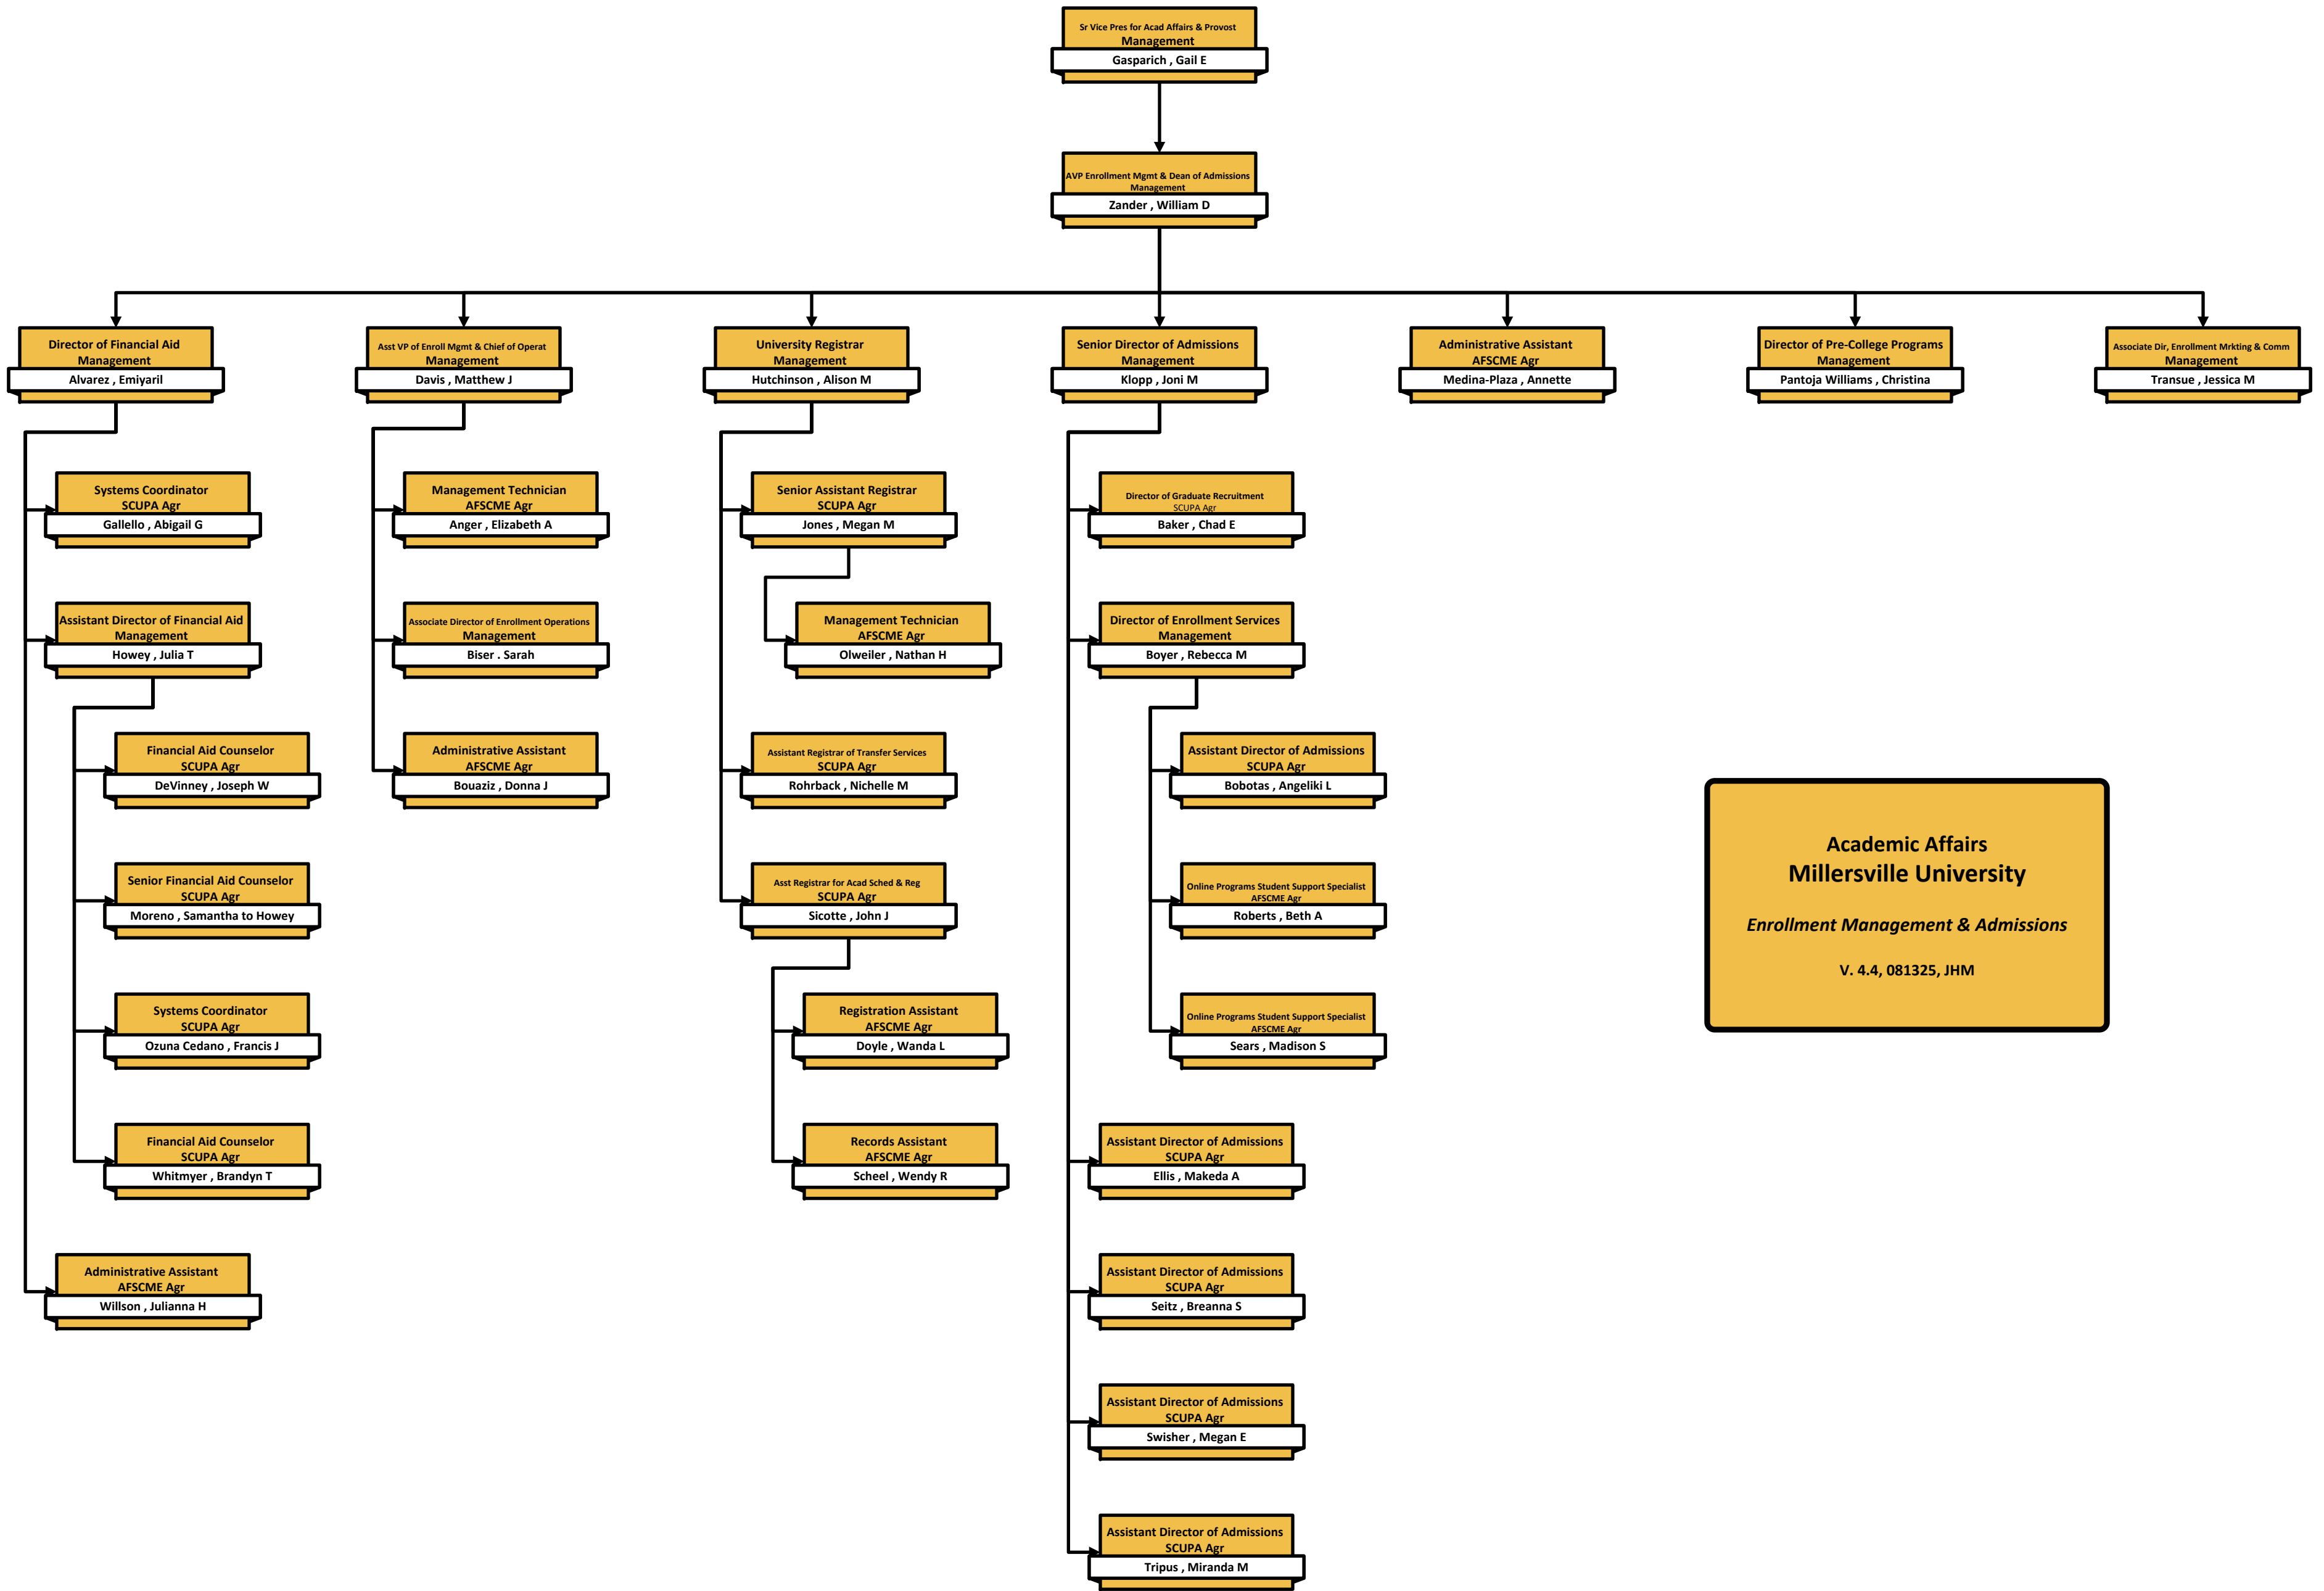 Sr Vice Pres for Acad Affairs & Provost
Management
Gasparich , Gail E
AVP Enrollment Mgmt & Dean of Admissions
Management
Zander , William D
Director of Financial Aid
Management
Alvarez , Emiyaril
Asst VP of Enroll Mgmt & Chief of Operat
Management
Davis , Matthew J
University Registrar
Management
Hutchinson , Alison M
Senior Director of Admissions
Management
Klopp , Joni M
Administrative Assistant
AFSCME Agr
Medina-Plaza , Annette
Director of Pre-College Programs
Management
Pantoja Williams , Christina
Associate Dir, Enrollment Mrkting & Comm
Management
Transue , Jessica M
Systems Coordinator
SCUPA Agr
Gallello , Abigail G
Assistant Director of Financial Aid
Management
Howey , Julia T
Financial Aid Counselor
SCUPA Agr
DeVinney , Joseph W
Senior Financial Aid Counselor
SCUPA Agr
Moreno , Samantha to Howey
Systems Coordinator
SCUPA Agr
Ozuna Cedano , Francis J
Financial Aid Counselor
SCUPA Agr
Whitmyer , Brandyn T
Administrative Assistant
AFSCME Agr
Willson , Julianna H
Management Technician
AFSCME Agr
Anger , Elizabeth A
Associate Director of Enrollment Operations
Management
Biser . Sarah
Administrative Assistant
AFSCME Agr
Bouaziz , Donna J
Senior Assistant Registrar
SCUPA Agr
Jones , Megan M
Management Technician
AFSCME Agr
Olweiler , Nathan H
Assistant Registrar of Transfer Services
SCUPA Agr
Rohrback , Nichelle M
Asst Registrar for Acad Sched & Reg
SCUPA Agr
Sicotte , John J
Registration Assistant
AFSCME Agr
Doyle , Wanda L
Records Assistant
AFSCME Agr
Scheel , Wendy R
Director of Graduate Recruitment
SCUPA Agr
Baker , Chad E
Director of Enrollment Services
Management
Boyer , Rebecca M
Assistant Director of Admissions
SCUPA Agr
Bobotas , Angeliki L
Online Programs Student Support Specialist
AFSCME Agr
Roberts , Beth A
Online Programs Student Support Specialist
AFSCME Agr
Sears , Madison S
Assistant Director of Admissions
SCUPA Agr
Ellis , Makeda A
Assistant Director of Admissions
SCUPA Agr
Seitz , Breanna S
Assistant Director of Admissions
SCUPA Agr
Swisher , Megan E
Assistant Director of Admissions
SCUPA Agr
Tripus , Miranda M
Academic Affairs
Millersville University
Enrollment Management & Admissions
V. 4.4, 081325, JHM